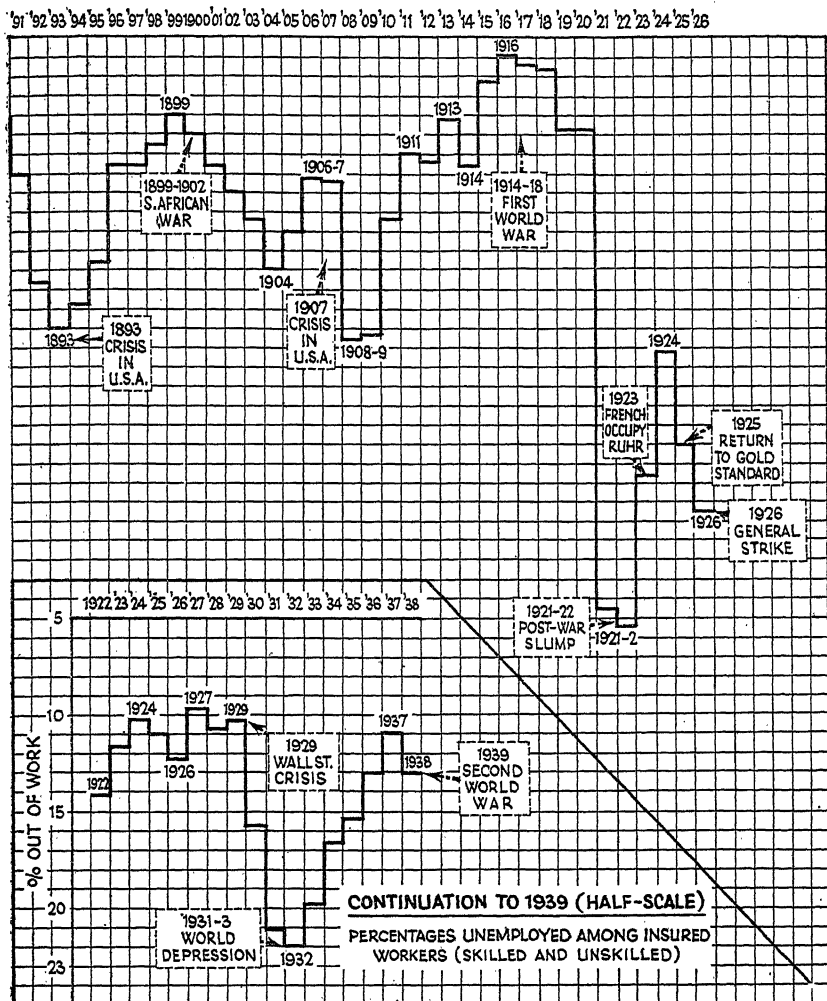 '91 '92 '93 '94 '95 '96 '97 '98 '99 1900 '01 '02 '03 '04 '05 '06 '07 '08 '09 '10 '11 '12 '13 '14 '15 '16 '17 '18 '19 '20 '21 '22 '23 '24 '25 '26
1916
1899
1913
1911
1906-7
1914
1899-1902
S. AFRICAN
WAR
1914-18
FIRST
WORLD
WAR
1904
1907
CRISIS
IN
U.S.A.
1893
1893
CRISIS
IN
U.S.A.
1908-9
1924
1923
FRENCH
OCCUPY
RUHR
1925
RETURN
TO GOLD
STANDARD
1926
1926
GENERAL
STRIKE
1922 '23 '24 '25 '26 '27 '28 '29 '30 '31 '32 '33 '34 '35 '36 '37 '38
5
1921-22
POST-WAR
SLUMP
1921-2
10
15
20
23
% OUT OF WORK
1922
1924
1926
1927
1929
1929
WALL ST.
CRISIS
1937
1938
1939
SECOND
WORLD
WAR
1931-3
WORLD
DEPRESSION
1932
CONTINUATION TO 1939 (HALF-SCALE)
PERCENTAGES UNEMPLOYED AMONG INSURED
WORKERS (SKILLED AND UNSKILLED)